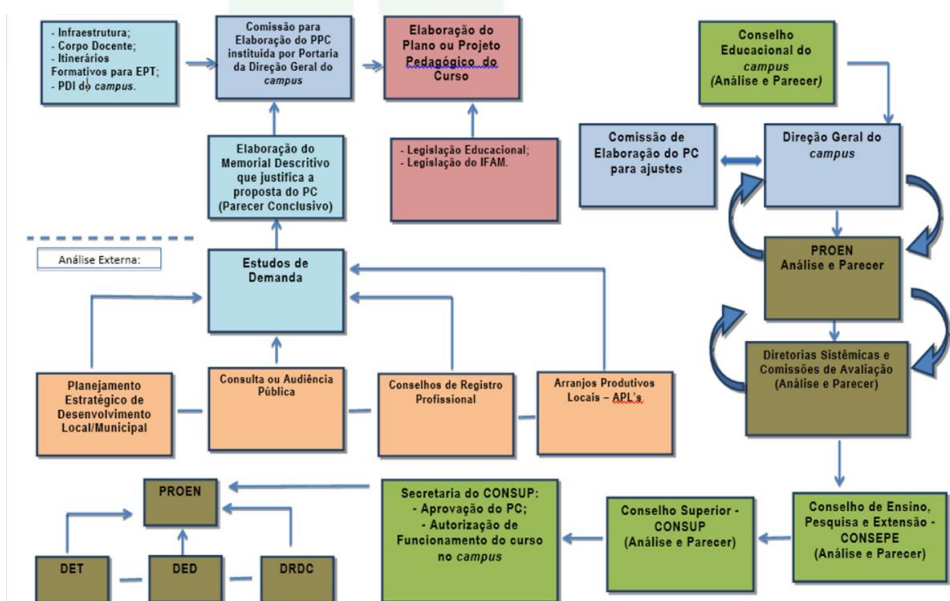 - Infraestrutura;
- Corpo Docente;
- Itinerários
Formativos para EPT;
- PDI do campus.
Comissão para
Elaboração do PPC
instituída por Portaria
da Direção Geral do
campus
Elaboração do
Plano ou Projeto
Pedagógico do
Curso
Conselho
Educacional do
campus
(Análise e Parecer)
Elaboração do
Memorial Descritivo
que justifica a
proposta do PC
(Parecer Conclusivo)
- Legislação Educacional;
- Legislação do IFAM.
Comissão de
Elaboração do PC
para ajustes
Direção Geral do
campus
Análise Externa:
Estudos de
Demanda
PROEN
Análise e Parecer
Diretorias Sistêmicas e
Comissões de Avaliação
(Análise e Parecer)
Planejamento
Estratégico de
Desenvolvimento
Local/Municipal
Consulta ou Audiência
Pública
Conselhos de Registro
Profissional
Arranjos Produtivos
Locais – APL's
PROEN
Secretaria do CONSUP:
- Aprovação do PC;
- Autorização de
Funcionamento do curso
no campus
Conselho Superior -
CONSUP
(Análise e Parecer)
Conselho de Ensino,
Pesquisa e Extensão -
CONSEPE
(Análise e Parecer)
DET
DED
DRDC